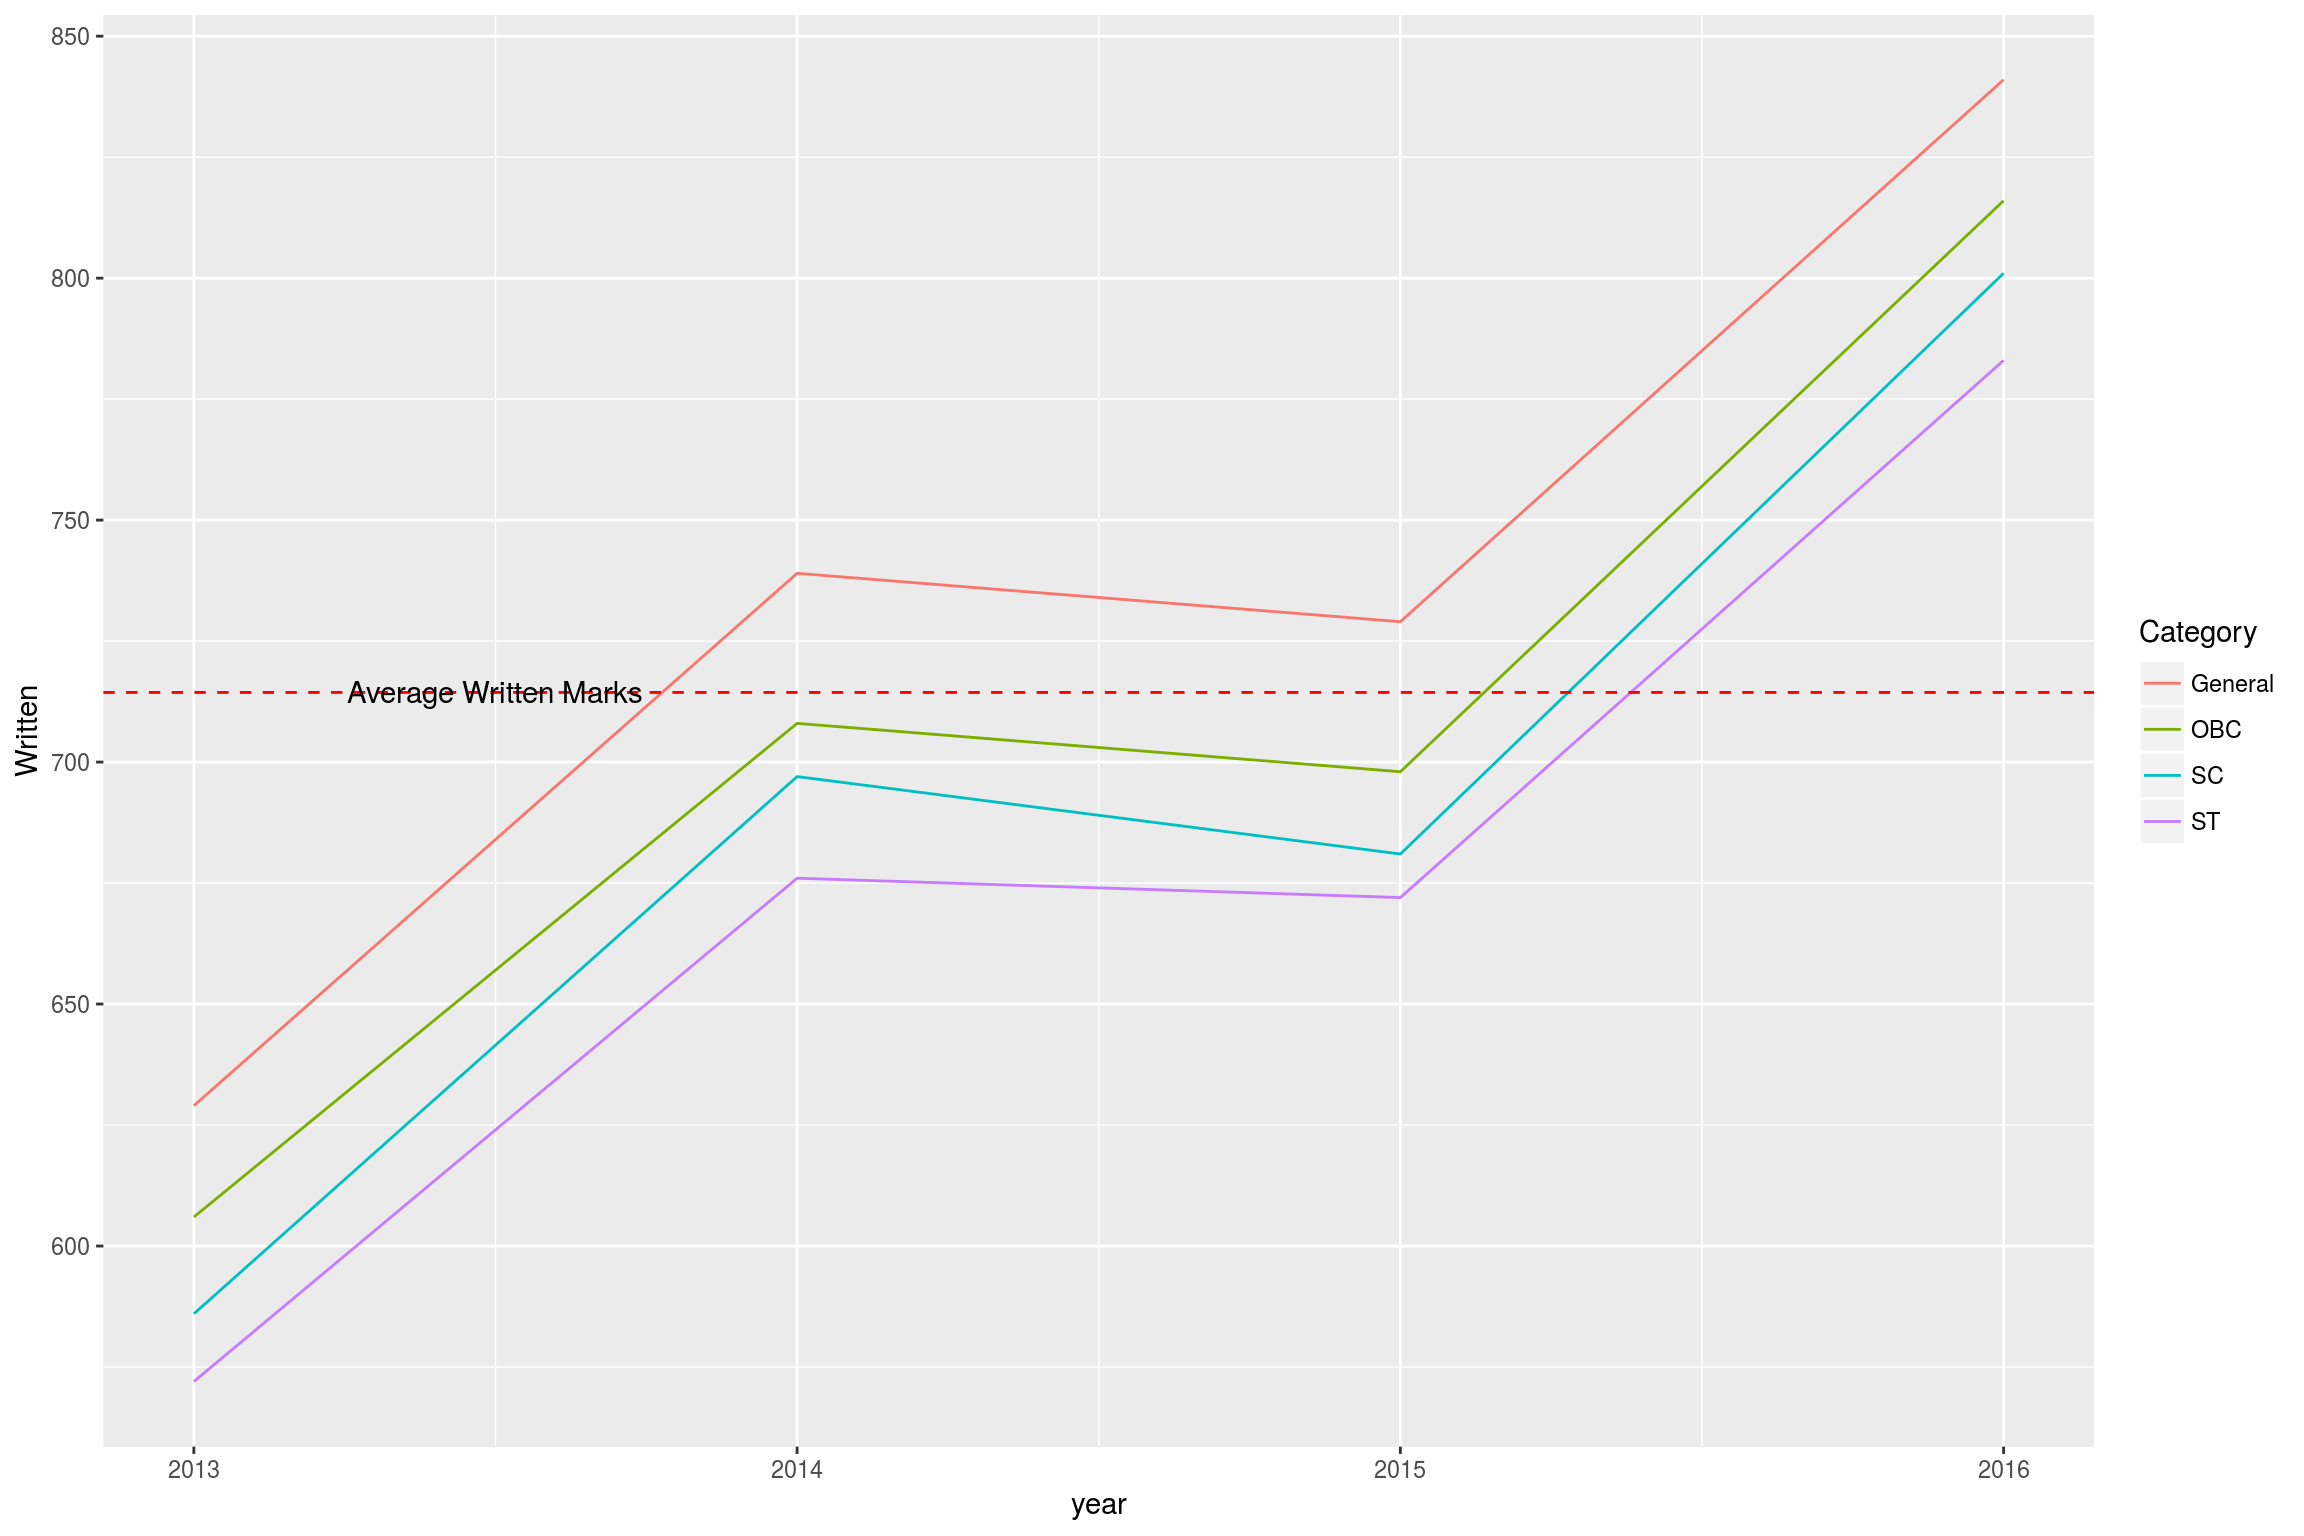 850
800
750
700
650
600
Written
Average Written Marks
2013
2014
2015
2016
year
Category
General
OBC
SC
ST